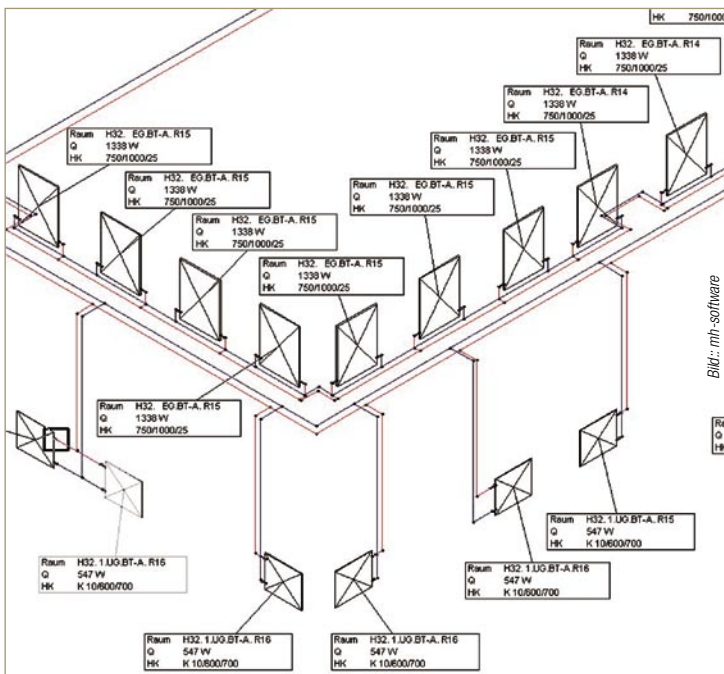 HK 750/1000
Raum H32. EG.BT-A. R14
Q 1338 W
HK 750/1000/25
Raum H32. EG.BT-A. R14
Q 1338 W
HK 750/1000/25
Raum H32. EG.BT-A. R15
Q 1338 W
HK 750/1000/25
Raum H32. EG.BT-A. R15
Q 1338 W
HK 750/1000/25
Raum H32. EG.BT-A. R15
Q 1338 W
HK 750/1000/25
Raum H32. EG.BT-A. R15
Q 1338 W
HK 750/1000/25
Raum H32. EG.BT-A. R15
Q 1338 W
HK 750/1000/25
Raum H32. EG.BT-A. R15
Q 1338 W
HK 750/1000/25
Bild:: mh-software
Raum H32. EG.BT-A. R15
Q 1338 W
HK 750/1000/25
Q
Raum H32. 1.UG.BT-A. R15
Q 547 W
HK K 10/600/700
Raum H32. 1.UG.BT-A. R16
Q 547 W
HK K 10/600/700
Raum H32. 1.UG.BT-A.R16
Q 547 W
HK K 10/600/700
Raum H32. 1.UG.BT-A. R16
Q 547 W
HK K 10/600/700
Raum H32. 1.UG.BT-A. R16
Q 547 W
HK K 10/600/700